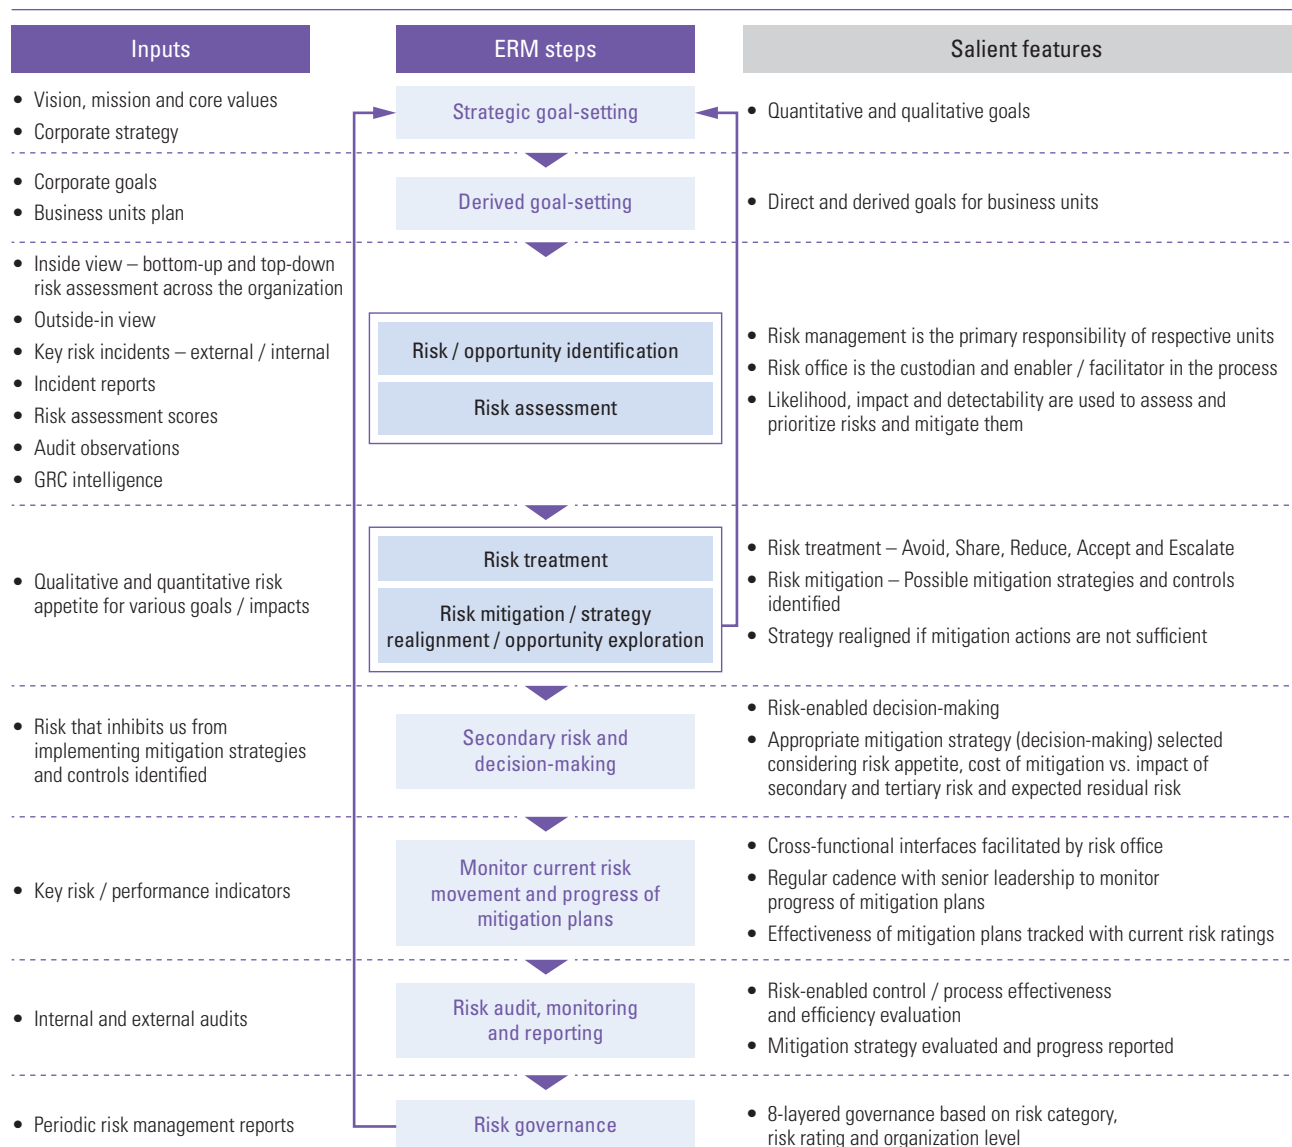 Inputs
ERM steps
Salient features
• Vision, mission and core values
• Corporate strategy
Strategic goal-setting
• Quantitative and qualitative goals
• Corporate goals
• Business units plan
Derived goal-setting
• Direct and derived goals for business units
• Inside view – bottom-up and top-down
risk assessment across the organization
• Outside-in view
• Key risk incidents – external / internal
• Incident reports
• Risk assessment scores
• Audit observations
• GRC intelligence
Risk / opportunity identification
Risk assessment
• Risk management is the primary responsibility of respective units
• Risk office is the custodian and enabler / facilitator in the process
• Likelihood, impact and detectability are used to assess and
prioritize risks and mitigate them
• Qualitative and quantitative risk
appetite for various goals / impacts
Risk treatment
Risk mitigation / strategy
realignment / opportunity exploration
• Risk treatment – Avoid, Share, Reduce, Accept and Escalate
• Risk mitigation – Possible mitigation strategies and controls
identified
• Strategy realigned if mitigation actions are not sufficient
• Risk that inhibits us from
implementing mitigation strategies
and controls identified
Secondary risk and
decision-making
• Risk-enabled decision-making
• Appropriate mitigation strategy (decision-making) selected
considering risk appetite, cost of mitigation vs. impact of
secondary and tertiary risk and expected residual risk
• Key risk / performance indicators
Monitor current risk
movement and progress of
mitigation plans
• Cross-functional interfaces facilitated by risk office
• Regular cadence with senior leadership to monitor
progress of mitigation plans
• Effectiveness of mitigation plans tracked with current risk ratings
• Internal and external audits
Risk audit, monitoring
and reporting
• Risk-enabled control / process effectiveness
and efficiency evaluation
• Mitigation strategy evaluated and progress reported
• Periodic risk management reports
Risk governance
• 8-layered governance based on risk category,
risk rating and organization level